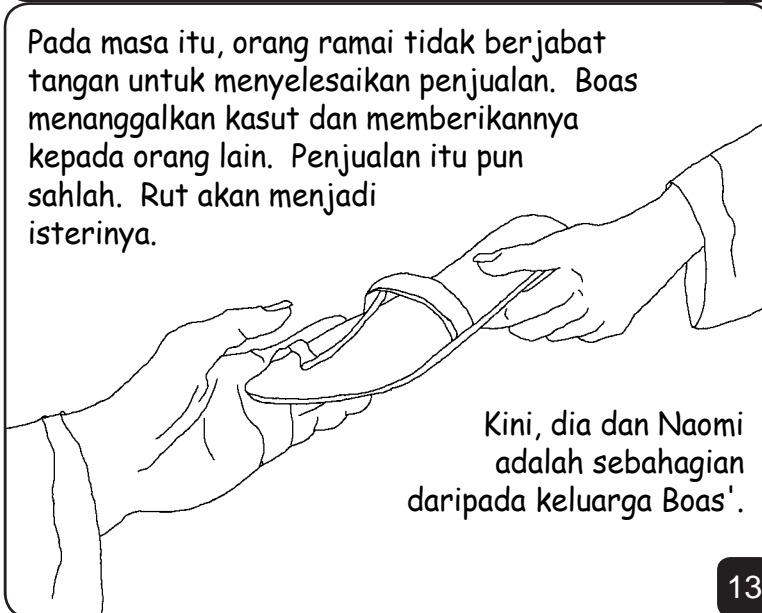 Pada masa itu, orang ramai tidak berjabat
tangan untuk menyelesaikan penjualan.  Boas
menanggalkan kasut dan memberikannya
kepada orang lain.  Penjualan itu pun
sahlah.  Rut akan menjadi
isterinya.
Kini, dia dan Naomi
adalah sebahagian
daripada keluarga Boas'.
13